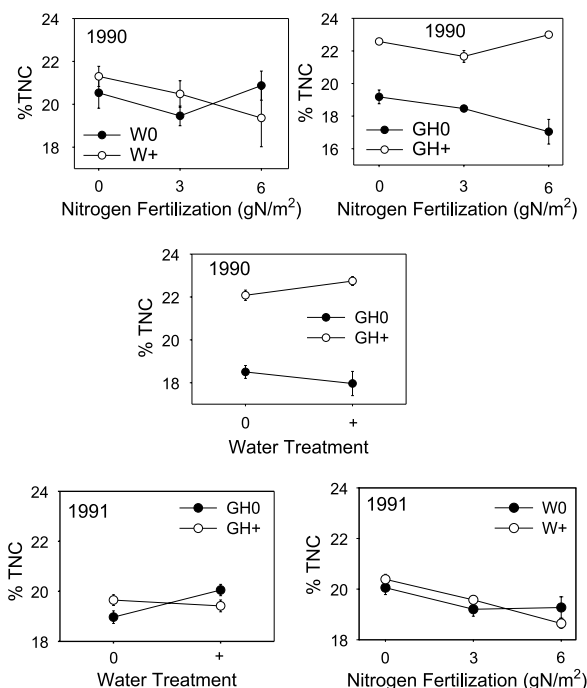 1990
%TNC
24
22
20
18
W0
W+
0 3 6
Nitrogen Fertilization (gN/m²)
1990
%TNC
24
22
20
18
16
GH0
GH+
0 3 6
Nitrogen Fertilization (gN/m²)
1990
% TNC
24
22
20
18
GH0
GH+
0 +
Water Treatment
1991
% TNC
24
22
20
18
GH0
GH+
0 +
Water Treatment
1991
% TNC
24
22
20
18
W0
W+
0 3 6
Nitrogen Fertilization (gN/m²)